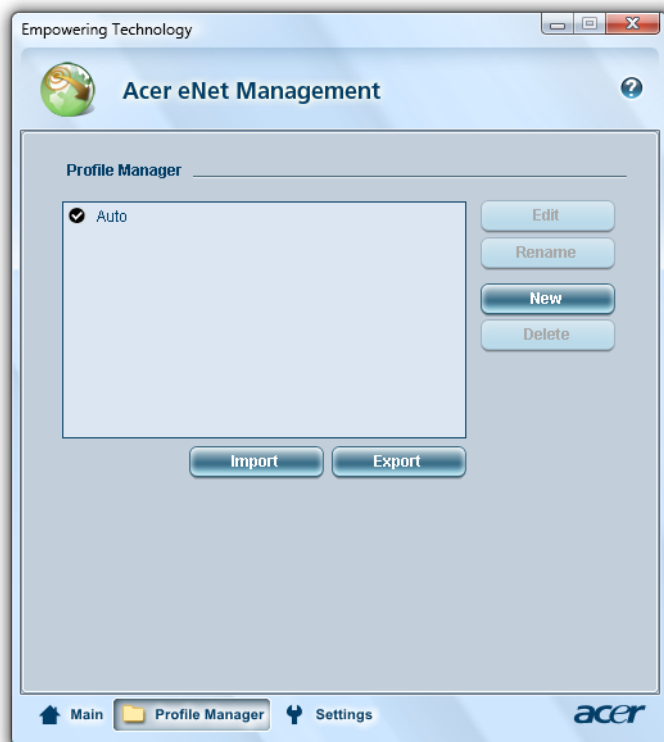 Empowering Technology
Acer eNet Management
?
Profile Manager
Auto
Edit
Rename
New
Delete
Import Export
Main Profile Manager Settings acer